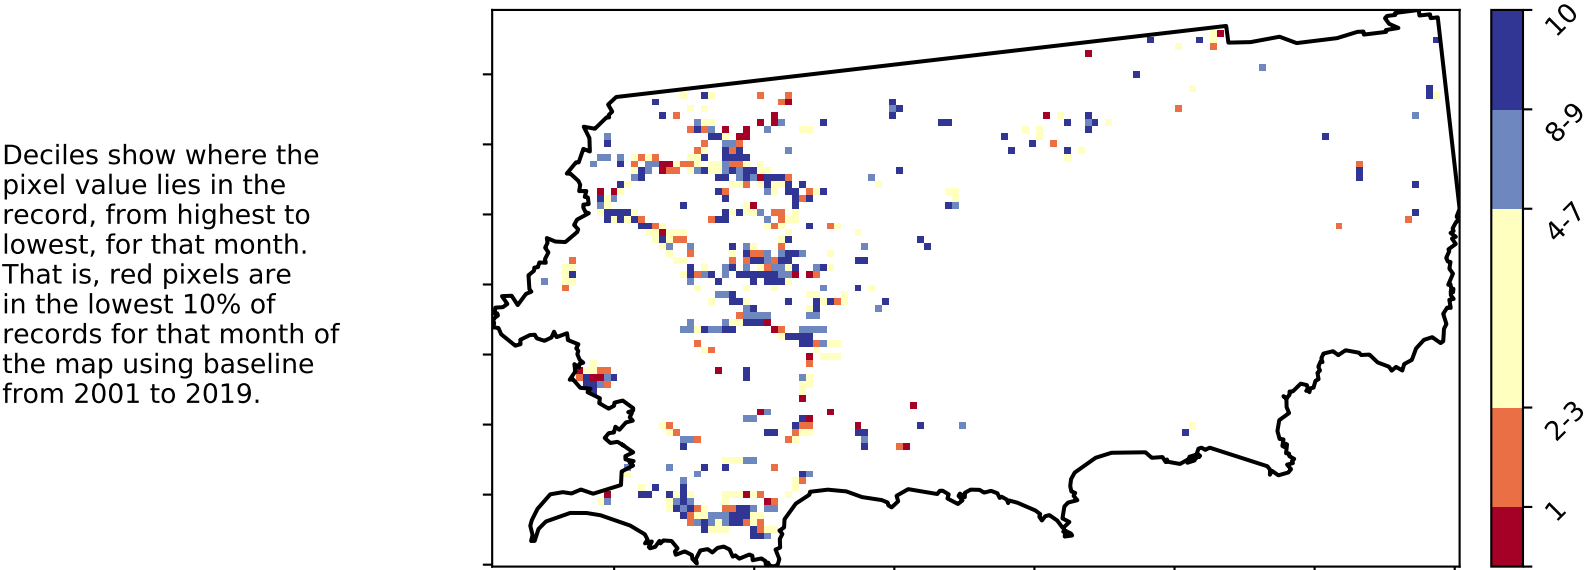 Deciles show where the
pixel value lies in the
record, from highest to
lowest, for that month.
That is, red pixels are
in the lowest 10% of
records for that month of
the map using baseline
from 2001 to 2019.
10
8-9
4-7
2-3
1